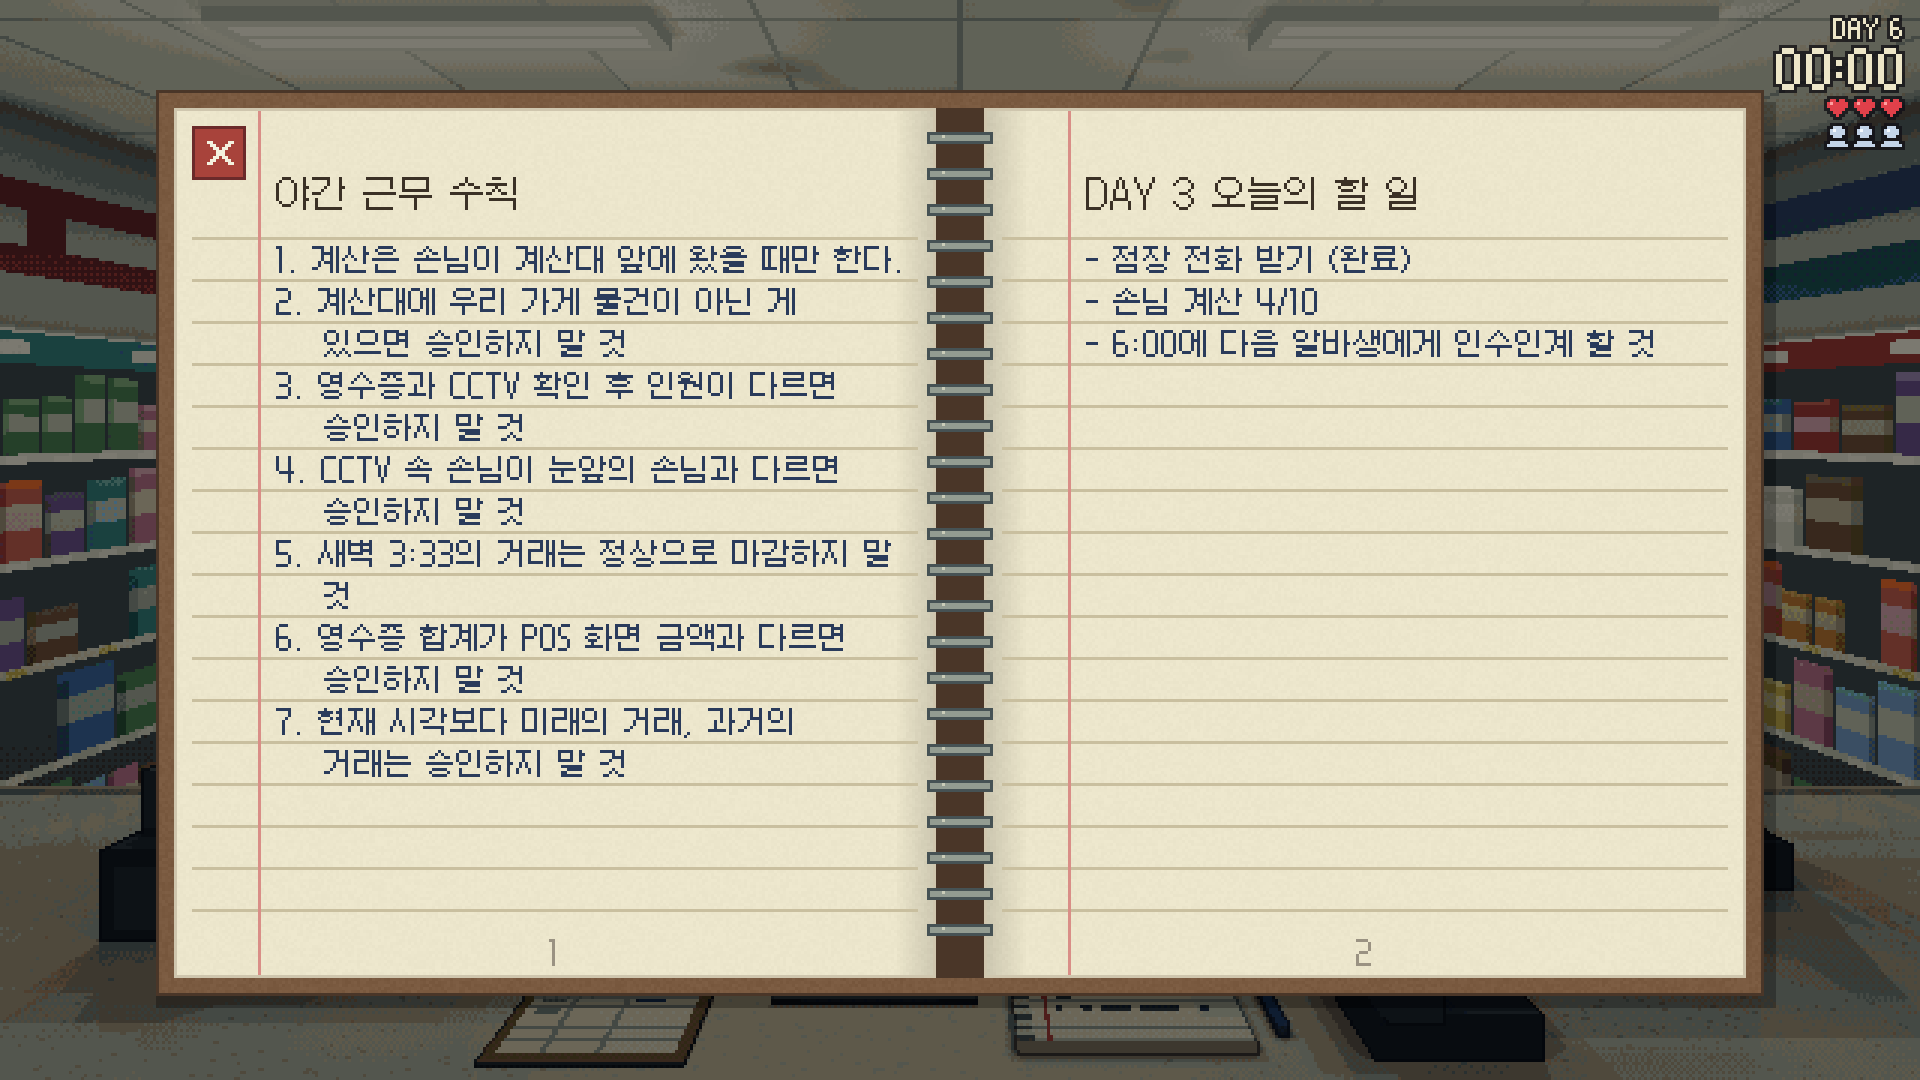 DAY 6
00:00
야간 근무 수칙
1. 계산은 손님이 계산대 앞에 왔을 때만 한다.
2. 계산대에 우리 가게 물건이 아닌 게
있으면 승인하지 말 것
3. 영수증과 CCTV 확인 후 인원이 다르면
승인하지 말 것
4. CCTV 속 손님이 눈앞의 손님과 다르면
승인하지 말 것
5. 새벽 3:33의 거래는 정상으로 마감하지 말
것
6. 영수증 합계가 POS 화면 금액과 다르면
승인하지 말 것
7. 현재 시각보다 미래의 거래, 과거의
거래는 승인하지 말 것
1
DAY 3 오늘의 할 일
- 점장 전화 받기 (완료)
- 손님 계산 4/10
- 6:00에 다음 알바생에게 인수인계 할 것
2